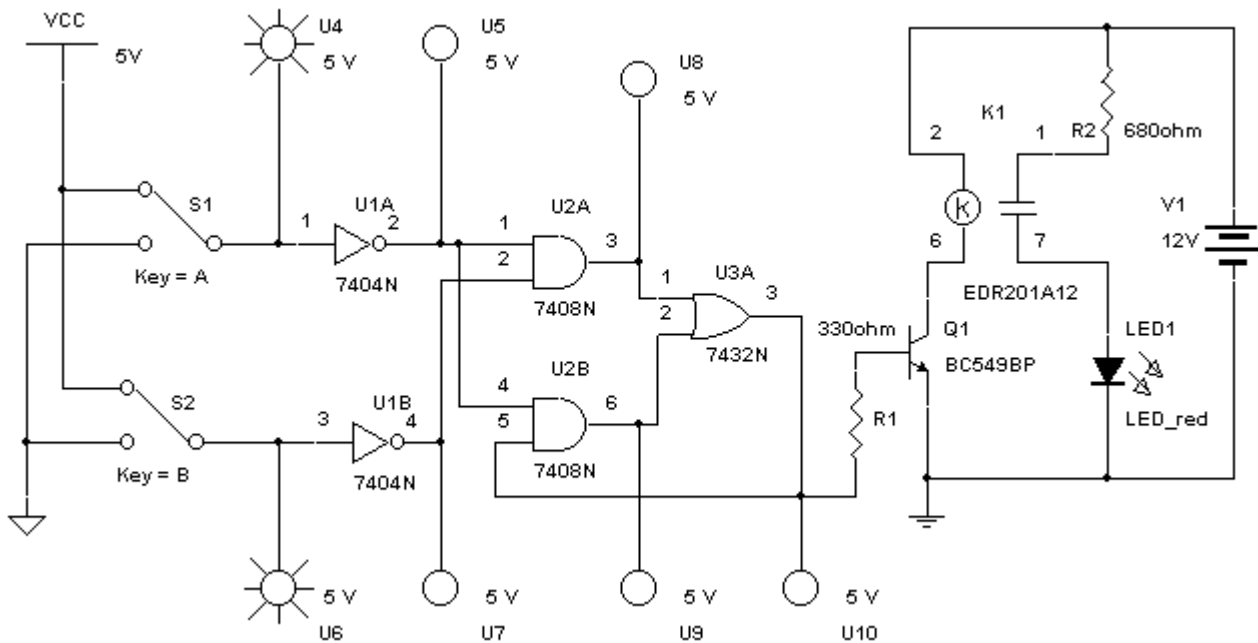 VCC
5V
U4
5 V
U5
5 V
U8
5 V
K1
2
1
R2
680ohm
S1
Key = A
1
U1A
2
7404N
U2A
1
2
3
7408N
K
6
7
EDR201A12
V1
12V
U3A
1
2
3
7432N
330ohm
Q1
BC549BP
LED1
LED_red
R1
S2
Key = B
3
U1B
4
7404N
U2B
4
5
6
7408N
5 V
U6
5 V
U7
5 V
U9
5 V
U10